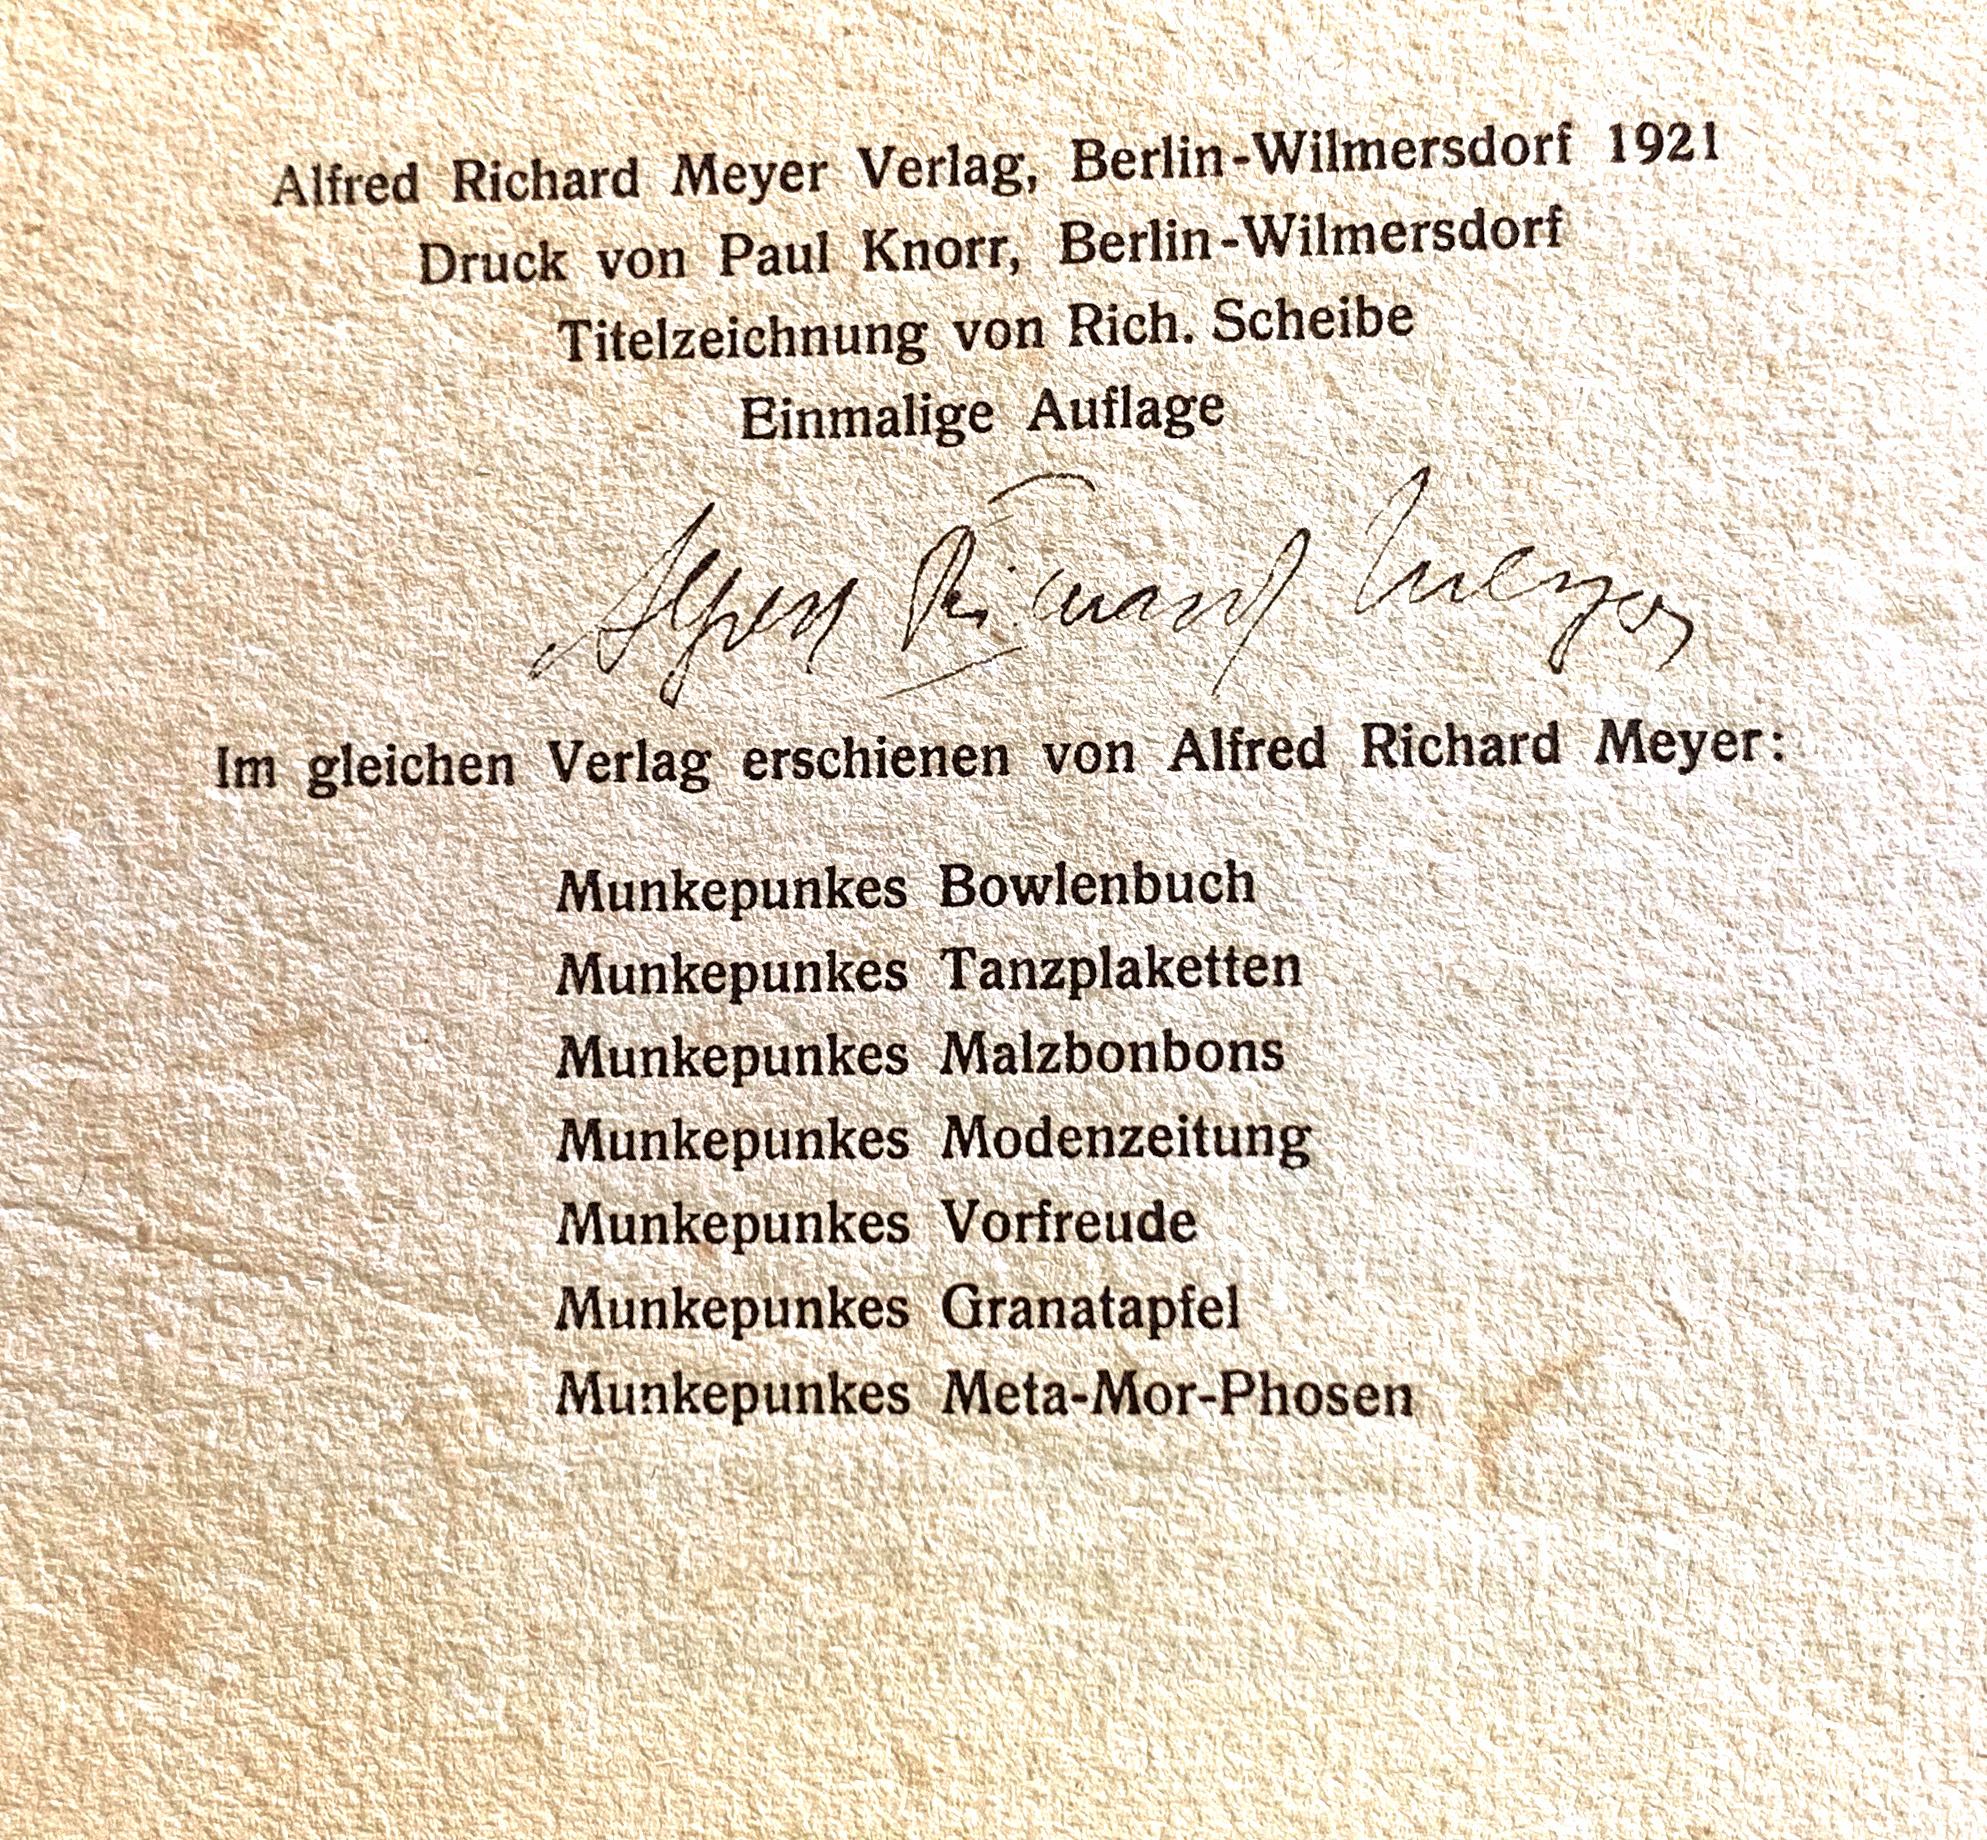 Alfred Richard Meyer Verlag, Berlin-Wilmersdorf 1921
Druck von Paul Knorr, Berlin-Wilmersdorf
Titelzeichnung von Rich. Scheibe
Einmalige Auflage
Alfred Richard Meyer
Im gleichen Verlag erschienen von Alfred Richard Meyer:
Munkepunkes Bowlenbuch
Munkepunkes Tanzplaketten
Munkepunkes Malzbonbons
Munkepunkes Modenzeitung
Munkepunkes Vorfreude
Munkepunkes Granatapfel
Munkepunkes Meta-Mor-Phosen